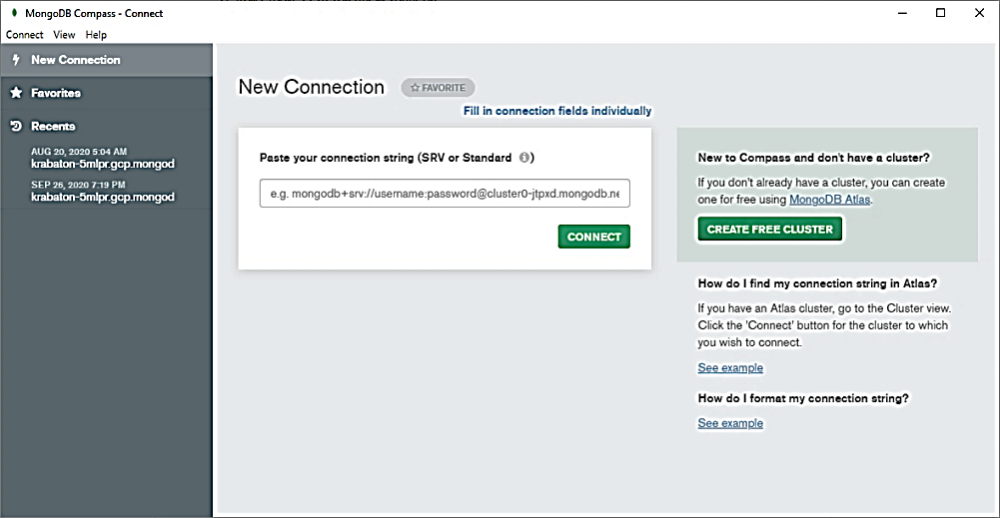 MongoDB Compass - Connect
Connect View Help
New Connection
Favorites
Recents
AUG 20, 2020 5:04 AM
krabaton-5mlpr.gcp.mongod
SEP 26, 2020 7:19 PM
krabaton-5mlpr.gcp.mongod
New Connection
FAVORITE
Fill in connection fields individually
Paste your connection string (SRV or Standard )
e.g. mongodb+srv://username:password@cluster0-jtpxd.mongodb.ne
CONNECT
New to Compass and don't have a cluster?
If you don't already have a cluster, you can create
one for free using MongoDB Atlas.
CREATE FREE CLUSTER
How do I find my connection string in Atlas?
If you have an Atlas cluster, go to the Cluster view.
Click the 'Connect' button for the cluster to which
you wish to connect.
See example
How do I format my connection string?
See example